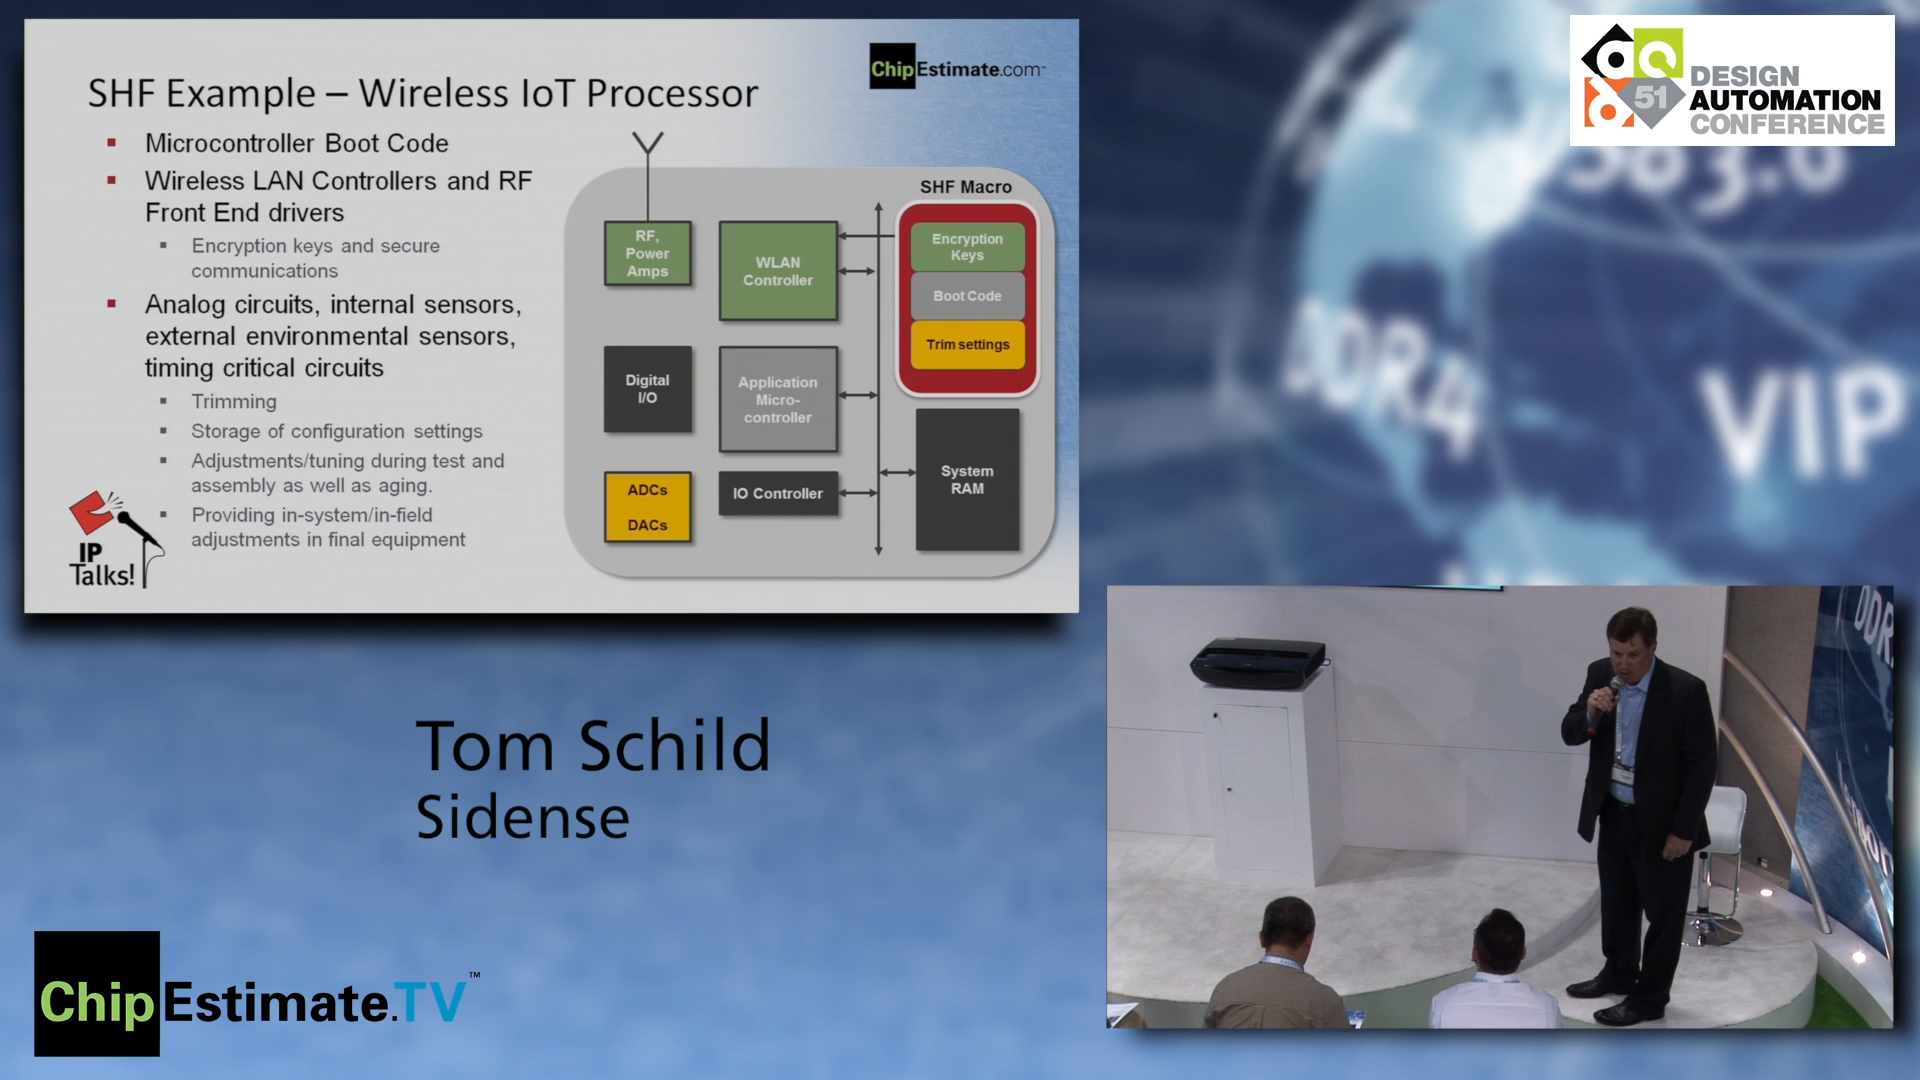 SHF Example – Wireless IoT Processor
ChipEstimate.com™
Microcontroller Boot Code
Wireless LAN Controllers and RF
Front End drivers
Encryption keys and secure
communications
Analog circuits, internal sensors,
external environmental sensors,
timing critical circuits
Trimming
Storage of configuration settings
Adjustments/tuning during test and
assembly as well as aging.
Providing in-system/in-field
adjustments in final equipment
IP
Talks!
RF,
Power
Amps
WLAN
Controller
SHF Macro
Encryption
Keys
Boot Code
Trim settings
Digital
I/O
Application
Micro-
controller
ADCs
DACs
IO Controller
System
RAM
51
DESIGN
AUTOMATION
CONFERENCE
DDR4
VIP
Tom Schild
Sidense
ChipEstimate.TV™
DDR